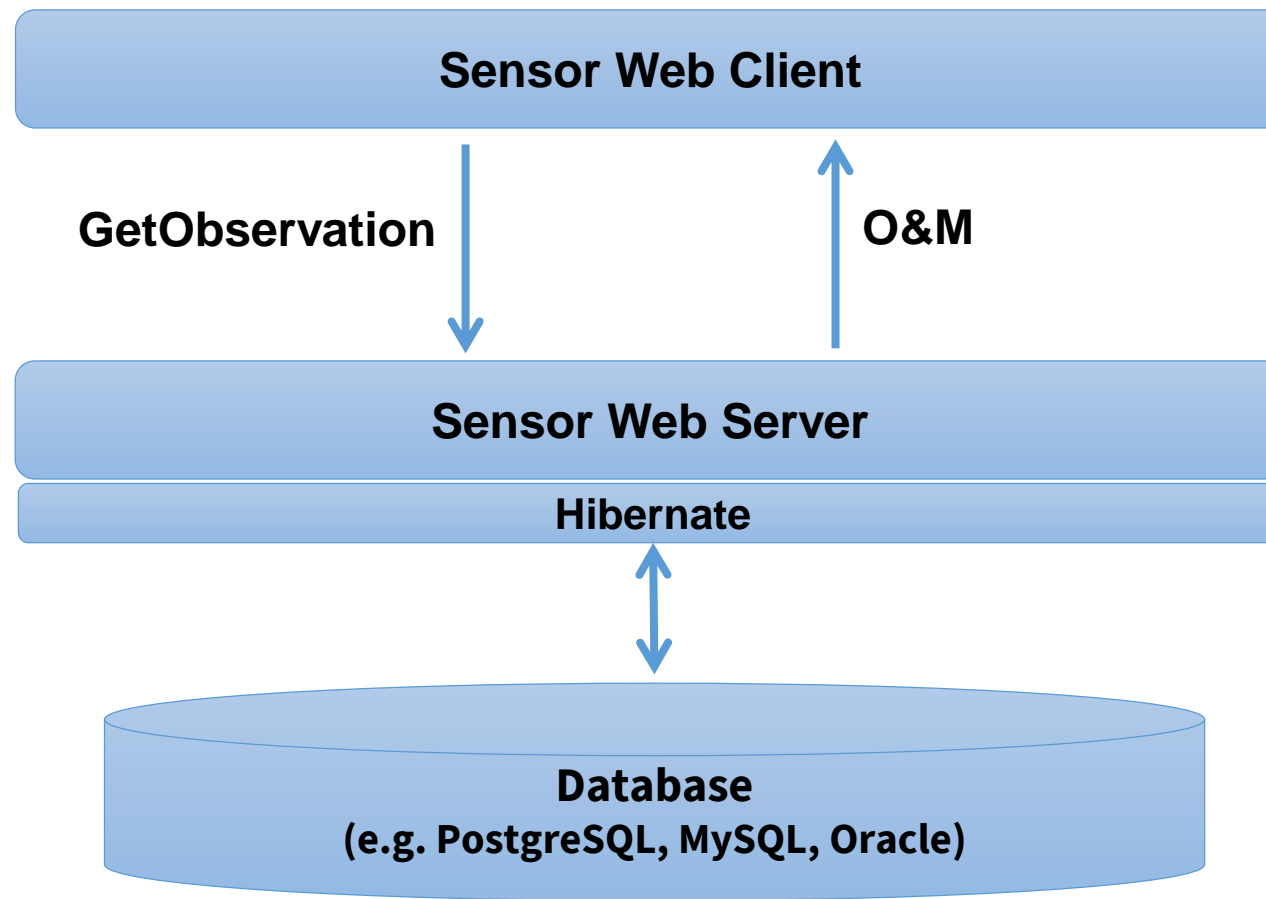 Sensor Web Client
GetObservation
O&M
Sensor Web Server
Hibernate
Database
(e.g. PostgreSQL, MySQL, Oracle)